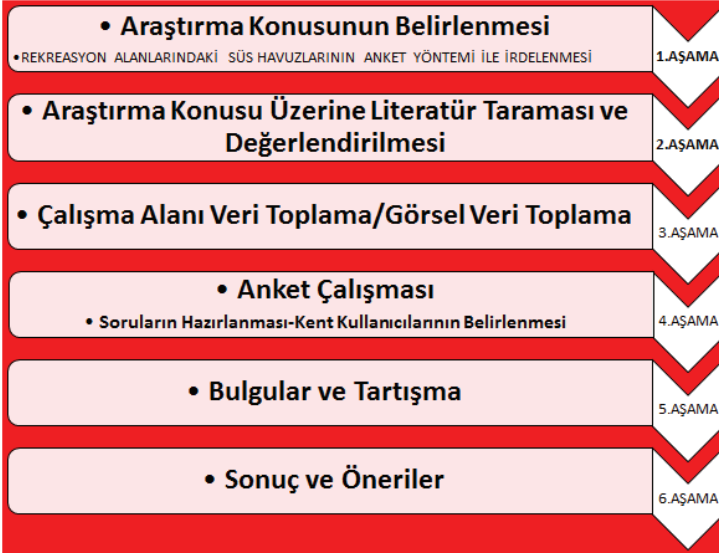 • Araştırma Konusunun Belirlenmesi
•REKREASYON ALANLARINDAKİ SÜS HAVUZLARININ ANKET YÖNTEMİ İLE İRDELENMESİ
1.AŞAMA
• Araştırma Konusu Üzerine Literatür Taraması ve
Değerlendirilmesi
2.AŞAMA
• Çalışma Alanı Veri Toplama/Görsel Veri Toplama
3.AŞAMA
• Anket Çalışması
• Soruların Hazırlanması-Kent Kullanıcılarının Belirlenmesi
4.AŞAMA
• Bulgular ve Tartışma
5.AŞAMA
• Sonuç ve Öneriler
6.AŞAMA